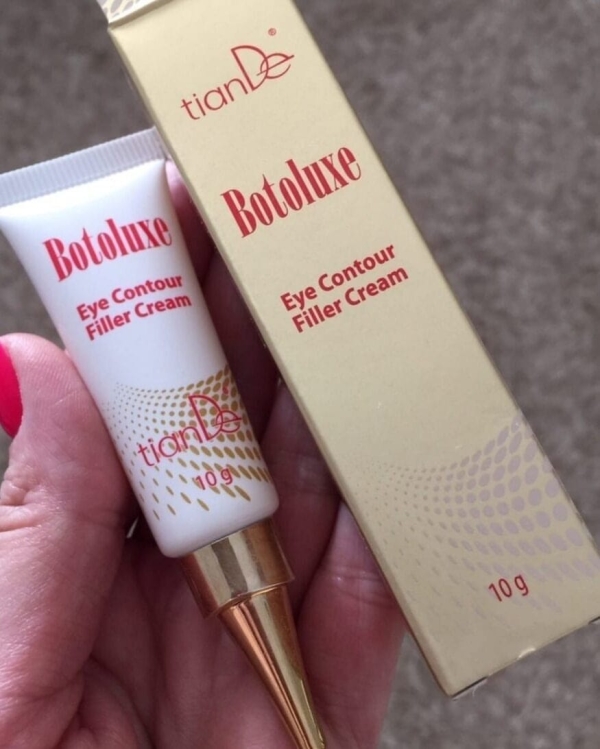 tianDe®
Botoluxe
Eye Contour
Filler Cream
10 g
Botoluxe
Eye Contour
Filler Cream
tianDe
10 g